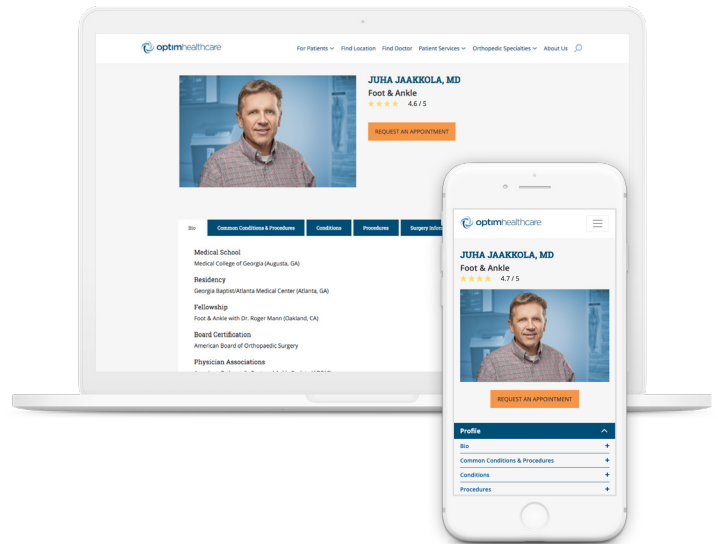 optimhealthcare
For Patients Find Location Find Doctor Patient Services Orthopedic Specialties About Us
JUHA JAAKKOLA, MD
Foot & Ankle
4.6 / 5
REQUEST AN APPOINTMENT
Bio Common Conditions & Procedures Conditions Procedures Surgery
Medical School
Medical College of Georgia (Augusta, GA)
Residency
Georgia Baptist/Atlanta Medical Center (Atlanta, GA)
Fellowship
Foot & Ankle with Dr. Roger Mann (Oakland, CA)
Board Certification
American Board of Orthopaedic Surgery
Physician Associations
optimhealthcare
JUHA JAAKKOLA, MD
Foot & Ankle
4.7 / 5
REQUEST AN APPOINTMENT
Profile
Bio +
Common Conditions & Procedures +
Conditions +
Procedures +